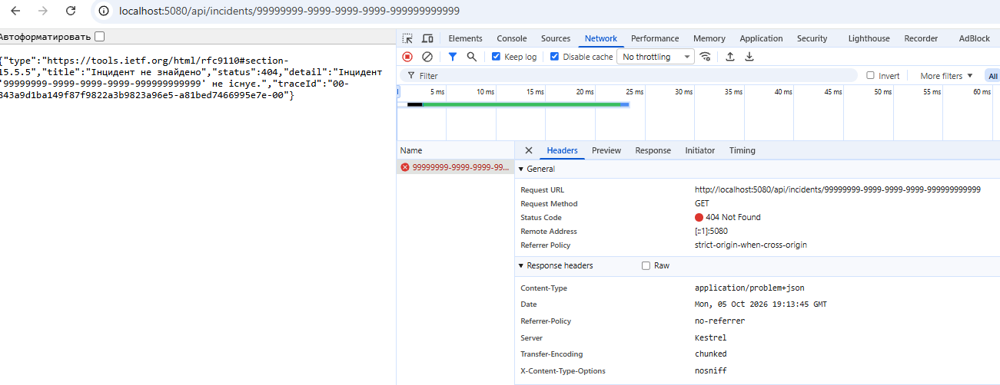 localhost:5080/api/incidents/99999999-9999-9999-9999-999999999999
Автоформатировать
{"type":"https://tools.ietf.org/html/rfc9110#section-
15.5.5","title":"Інцидент не знайдено","status":404,"detail":"Інцидент
'99999999-9999-9999-9999-999999999999' не існує.","traceId":"00-
843a9d1ba149f87f9822a3b9823a96e5-a81bed7466995e7e-00"}
Elements Console Sources Network Performance Memory Application Security Lighthouse Recorder AdBlock
Keep log Disable cache No throttling
Filter Invert More filters All
5 ms 10 ms 15 ms 20 ms 25 ms 30 ms 35 ms 40 ms 45 ms 50 ms 55 ms 60 ms
Name Headers Preview Response Initiator Timing
99999999-9999-9999-99...
General
Request URL http://localhost:5080/api/incidents/99999999-9999-9999-9999-999999999999
Request Method GET
Status Code 404 Not Found
Remote Address [::1]:5080
Referrer Policy strict-origin-when-cross-origin
Response headers Raw
Content-Type application/problem+json
Date Mon, 05 Oct 2026 19:13:45 GMT
Referrer-Policy no-referrer
Server Kestrel
Transfer-Encoding chunked
X-Content-Type-Options nosniff